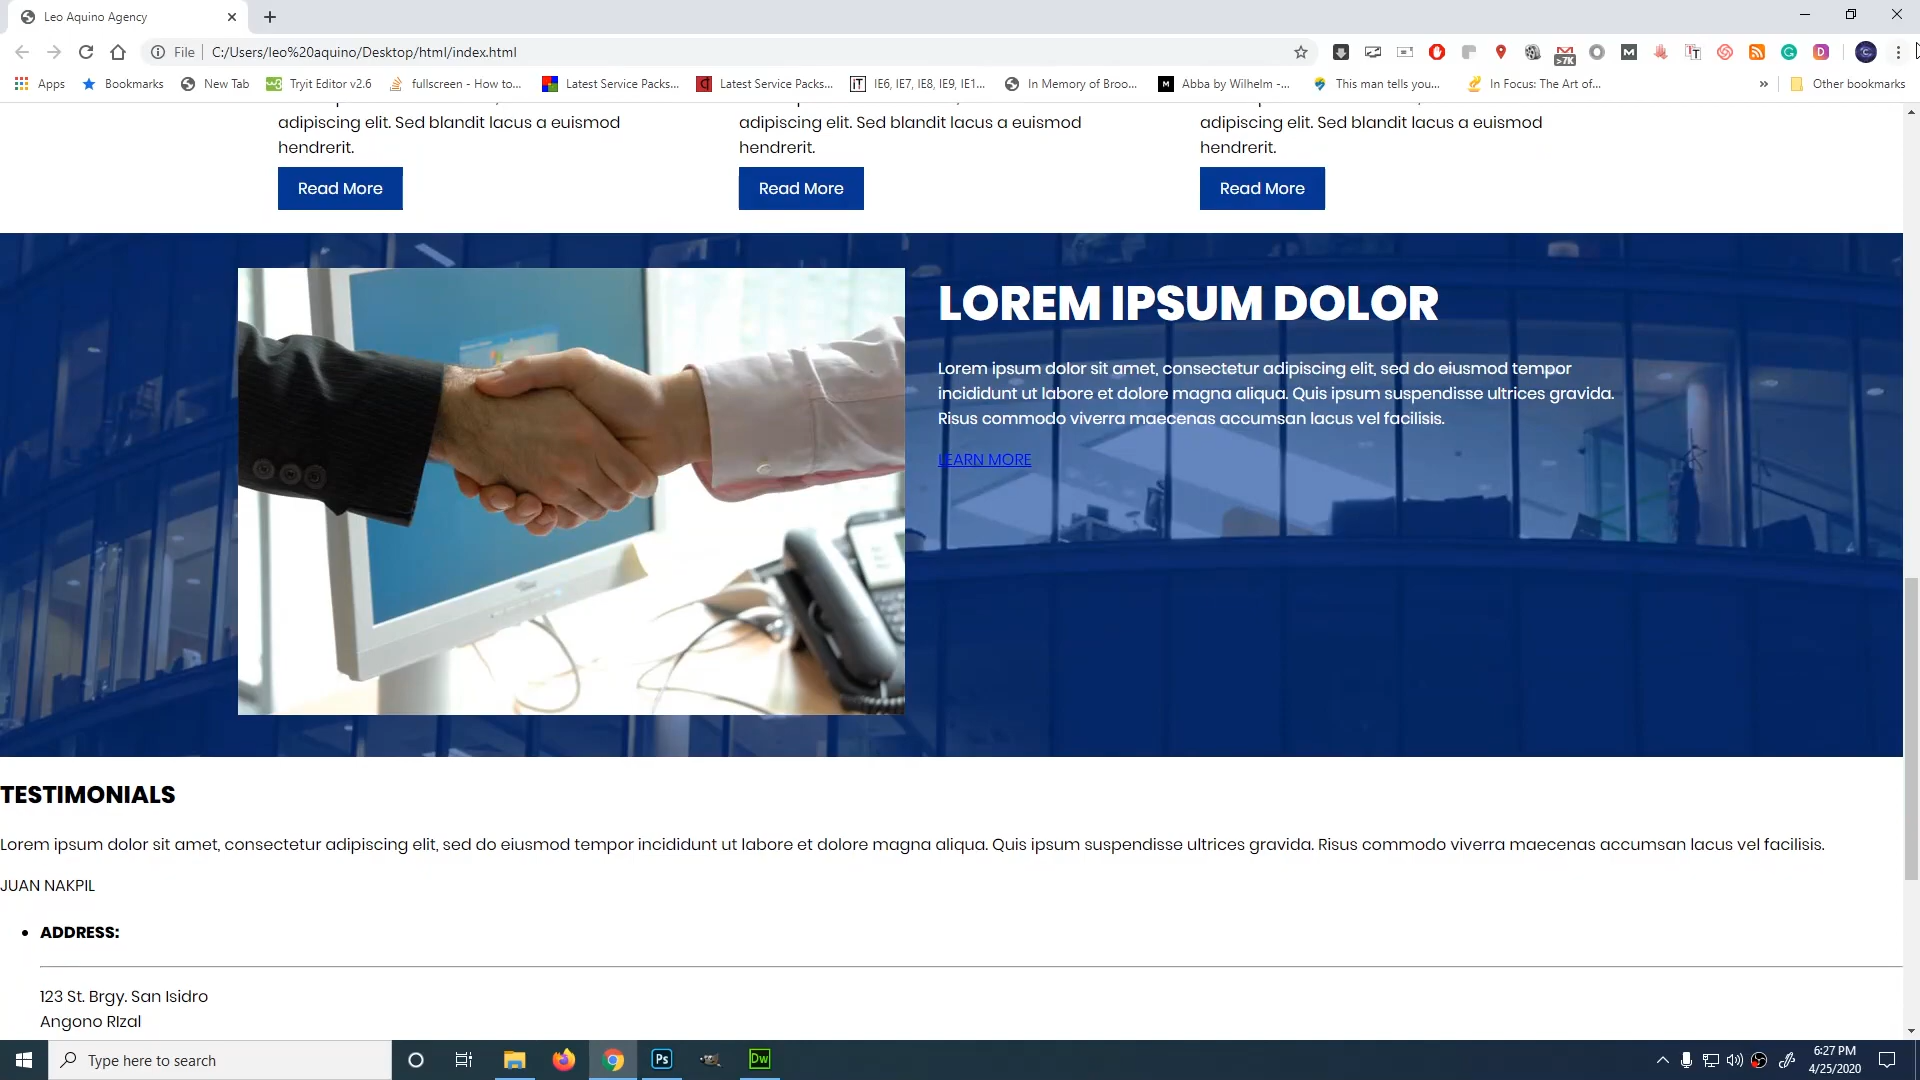 Leo Aquino Agency
File
C:/Users/leo%20aquino/Desktop/html/index.html
>7K
Apps
Bookmarks
New Tab
Tryit Editor v2.6
fullscreen - How to...
Latest Service Packs...
Latest Service Packs...
IE6, IE7, IE8, IE9, IE1...
In Memory of Broo...
Abba by Wilhelm -...
This man tells you...
In Focus: The Art of...
»
Other bookmarks
adipiscing elit. Sed blandit lacus a euismod
hendrerit.
Read More
adipiscing elit. Sed blandit lacus a euismod
hendrerit.
Read More
adipiscing elit. Sed blandit lacus a euismod
hendrerit.
Read More
LOREM IPSUM DOLOR
Lorem ipsum dolor sit amet, consectetur adipiscing elit, sed do eiusmod tempor
incididunt ut labore et dolore magna aliqua. Quis ipsum suspendisse ultrices gravida.
Risus commodo viverra maecenas accumsan lacus vel facilisis.
LEARN MORE
TESTIMONIALS
Lorem ipsum dolor sit amet, consectetur adipiscing elit, sed do eiusmod tempor incididunt ut labore et dolore magna aliqua. Quis ipsum suspendisse ultrices gravida. Risus commodo viverra maecenas accumsan lacus vel facilisis.
JUAN NAKPIL
• ADDRESS:
123 St. Brgy. San Isidro
Angono RIzal
Type here to search
Ps
Dw
6:27 PM
4/25/2020